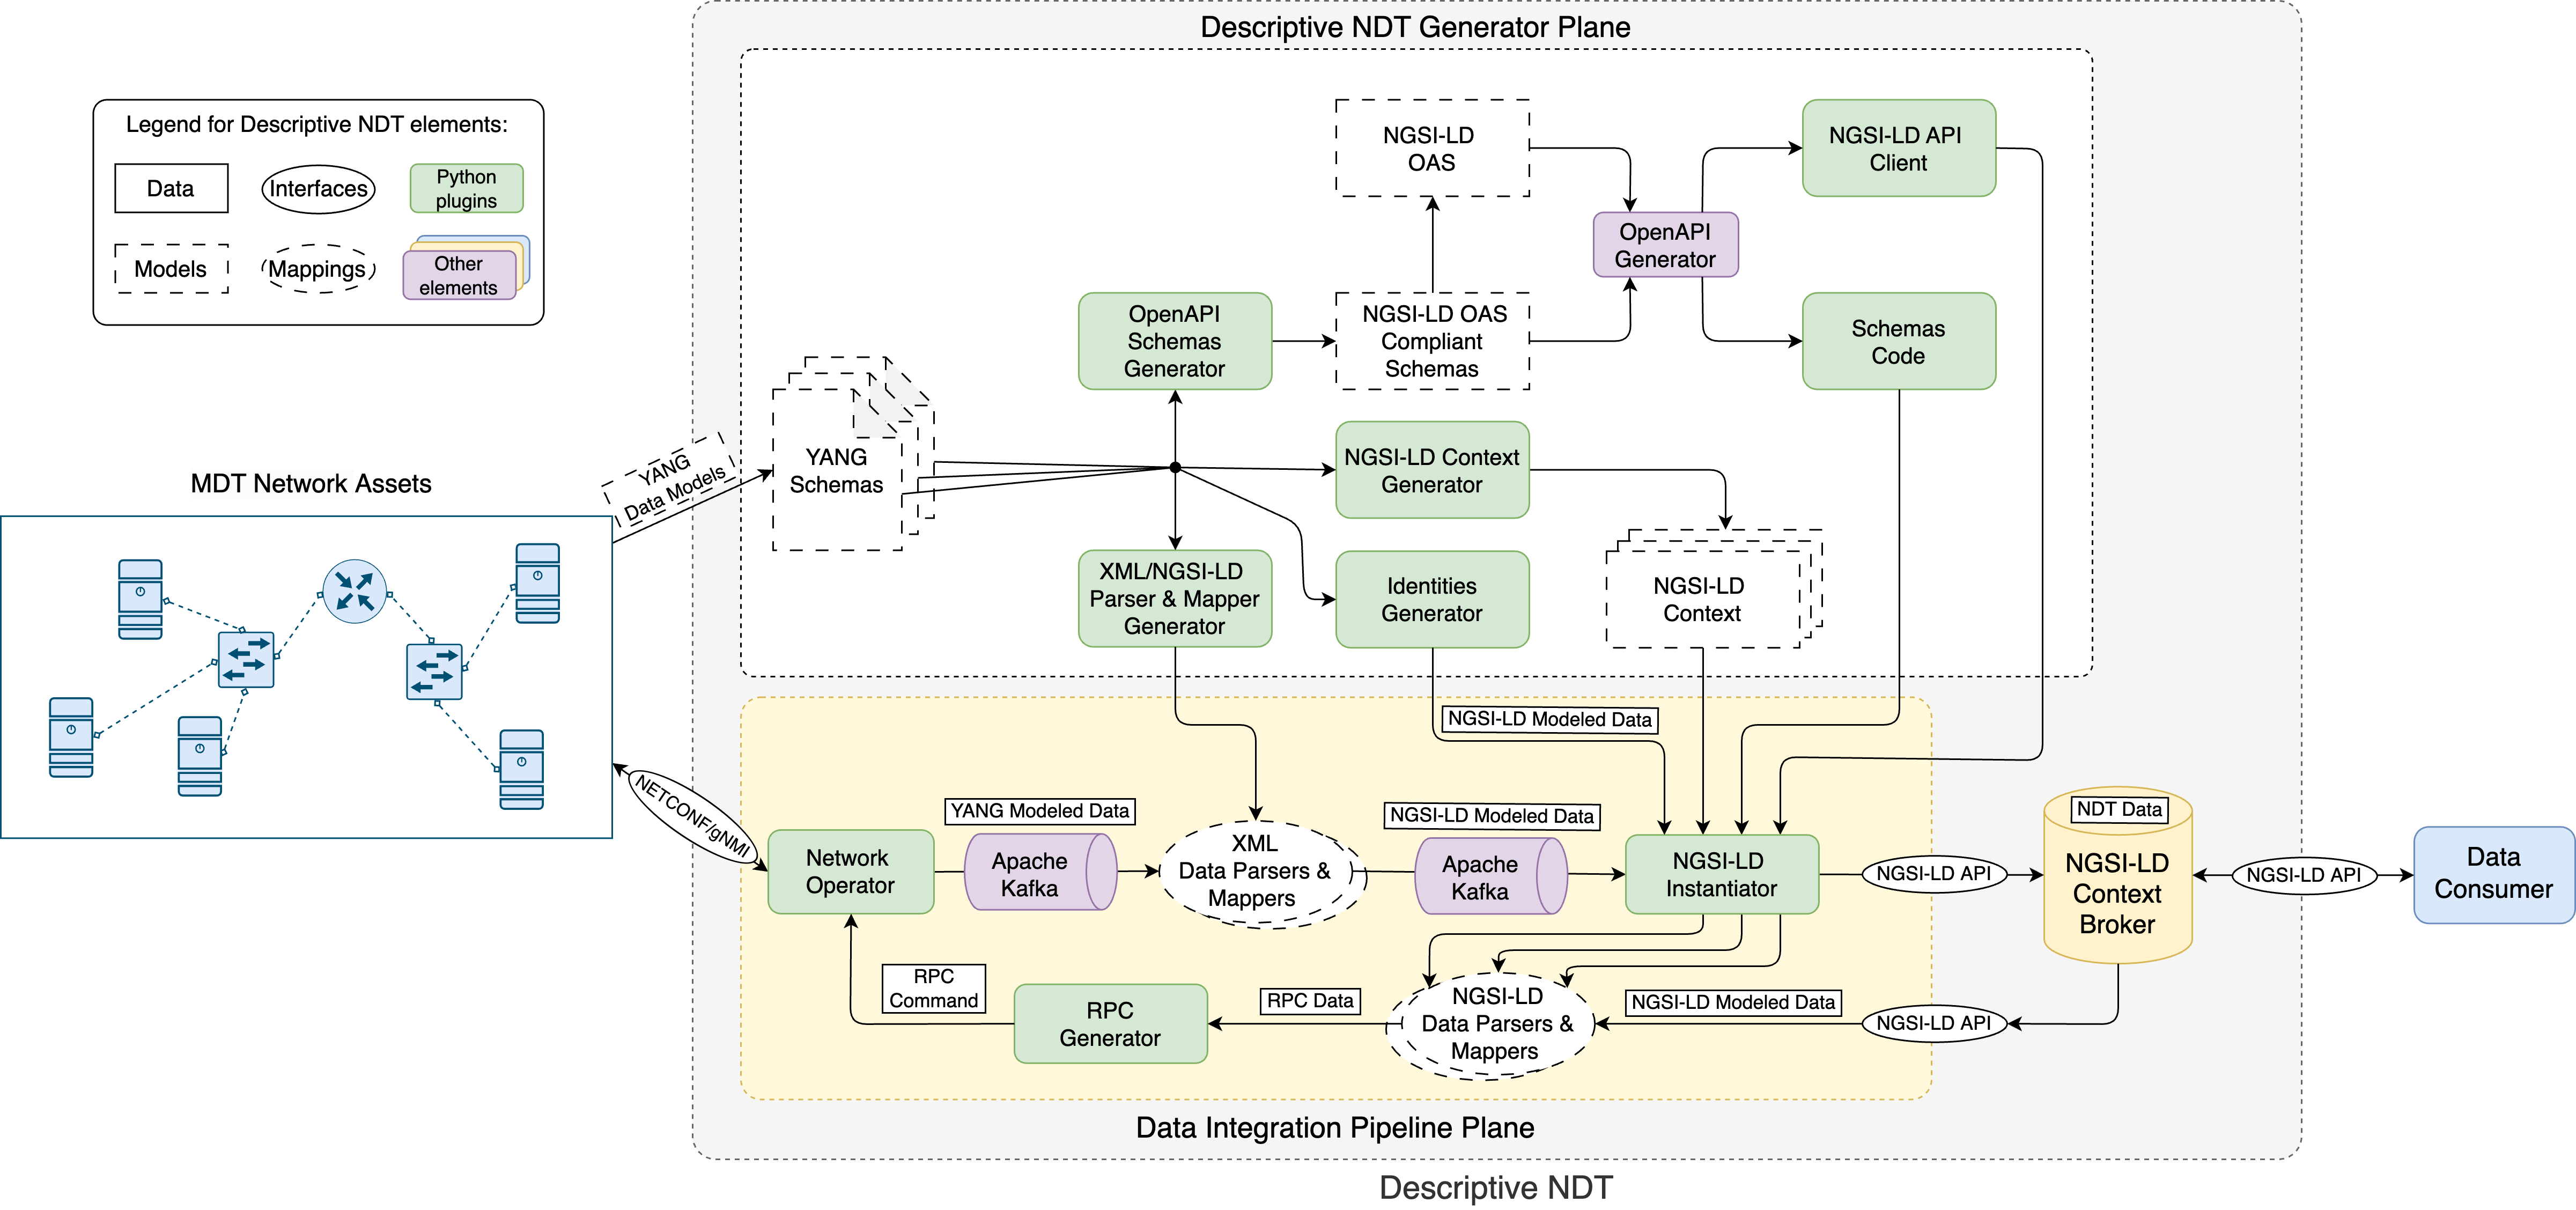 Descriptive NDT Generator Plane
Legend for Descriptive NDT elements:
Data
Interfaces
Python
plugins
Models
Mappings
Other
elements
NGSI-LD
OAS
NGSI-LD API
Client
OpenAPI
Generator
OpenAPI
Schemas
Generator
NGSI-LD OAS
Compliant
Schemas
Schemas
Code
YANG
Data Models
YANG
Schemas
NGSI-LD Context
Generator
MDT Network Assets
XML/NGSI-LD
Parser & Mapper
Generator
Identities
Generator
NGSI-LD
Context
NGSI-LD Modeled Data
NETCONF/gNMI
YANG Modeled Data
NGSI-LD Modeled Data
NDT Data
Network
Operator
Apache
Kafka
XML
Data Parsers &
Mappers
Apache
Kafka
NGSI-LD
Instantiator
NGSI-LD API
NGSI-LD
Context
Broker
NGSI-LD API
Data
Consumer
RPC
Command
RPC
Generator
RPC Data
NGSI-LD
Data Parsers &
Mappers
NGSI-LD Modeled Data
NGSI-LD API
Data Integration Pipeline Plane
Descriptive NDT